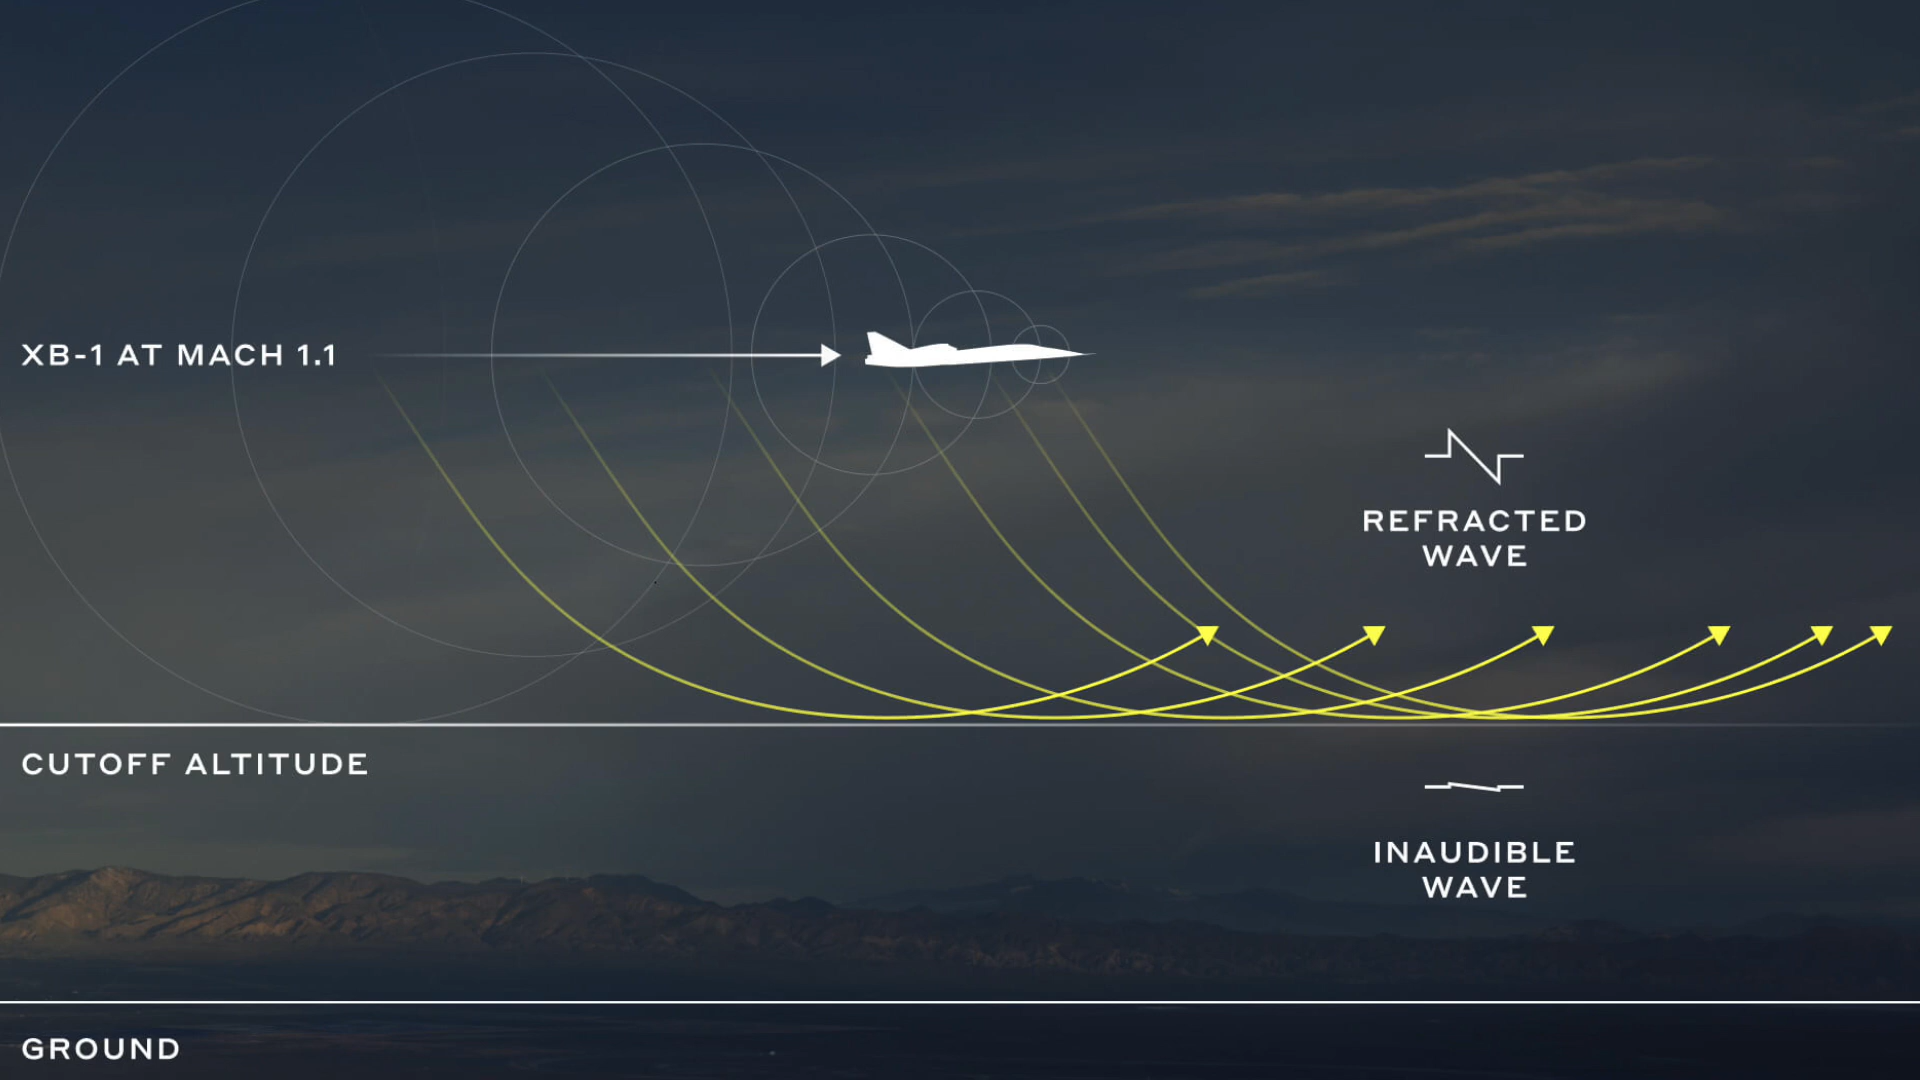 XB-1 AT MACH 1.1
REFRACTED
WAVE
CUTOFF ALTITUDE
INAUDIBLE
WAVE
GROUND